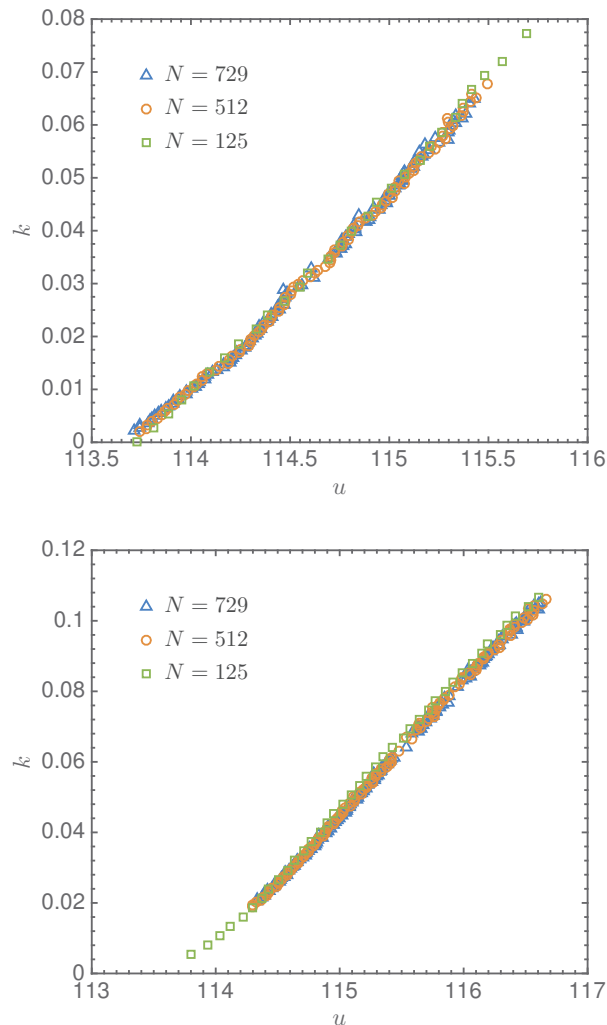 0.08
0.07
0.06
0.05
0.04
0.03
0.02
0.01
0
k
N = 729
N = 512
N = 125
113.5 114 114.5 115 115.5 116
u
0.12
0.1
0.08
0.06
0.04
0.02
0
k
N = 729
N = 512
N = 125
113 114 115 116 117
u